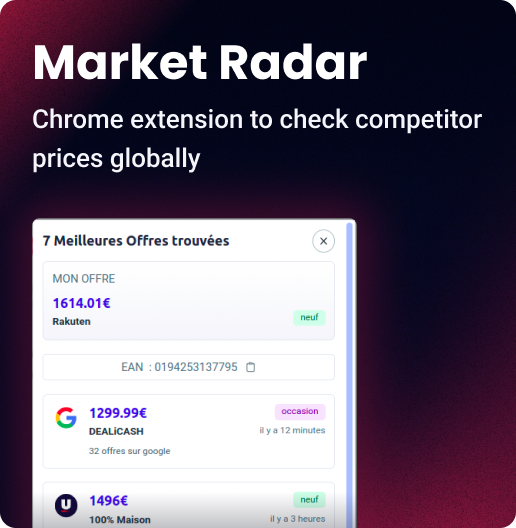 Market Radar
Chrome extension to check competitor
prices globally
7 Meilleures Offres trouvées
MON OFFRE
1614.01€
Rakuten
neuf
EAN : 0194253137795
1299.99€
occasion
DEALiCASH
il y a 12 minutes
32 offres sur google
1496€
neuf
100% Maison
il y a 3 heures